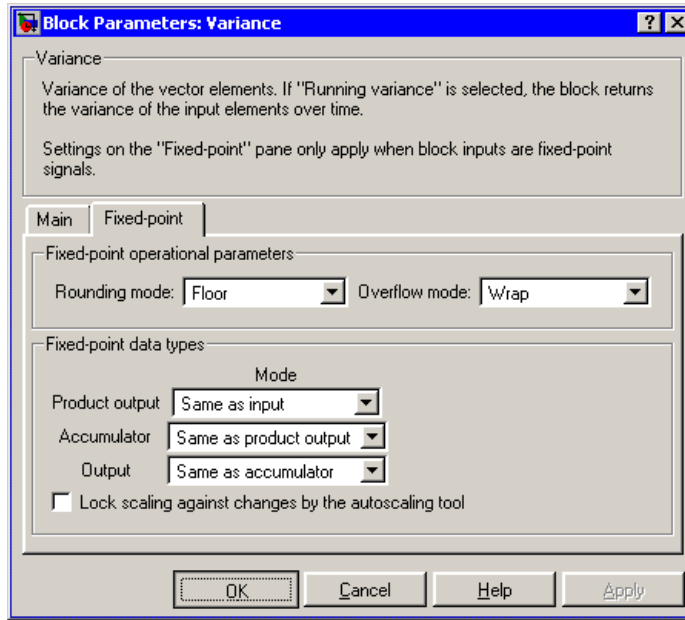 Block Parameters: Variance
Variance
Variance of the vector elements. If "Running variance" is selected, the block returns
the variance of the input elements over time.
Settings on the "Fixed-point" pane only apply when block inputs are fixed-point
signals.
Main Fixed-point
Fixed-point operational parameters
Rounding mode: Floor Overflow mode: Wrap
Fixed-point data types
Mode
Product output Same as input
Accumulator Same as product output
Output Same as accumulator
Lock scaling against changes by the autoscaling tool
OK Cancel Help Apply